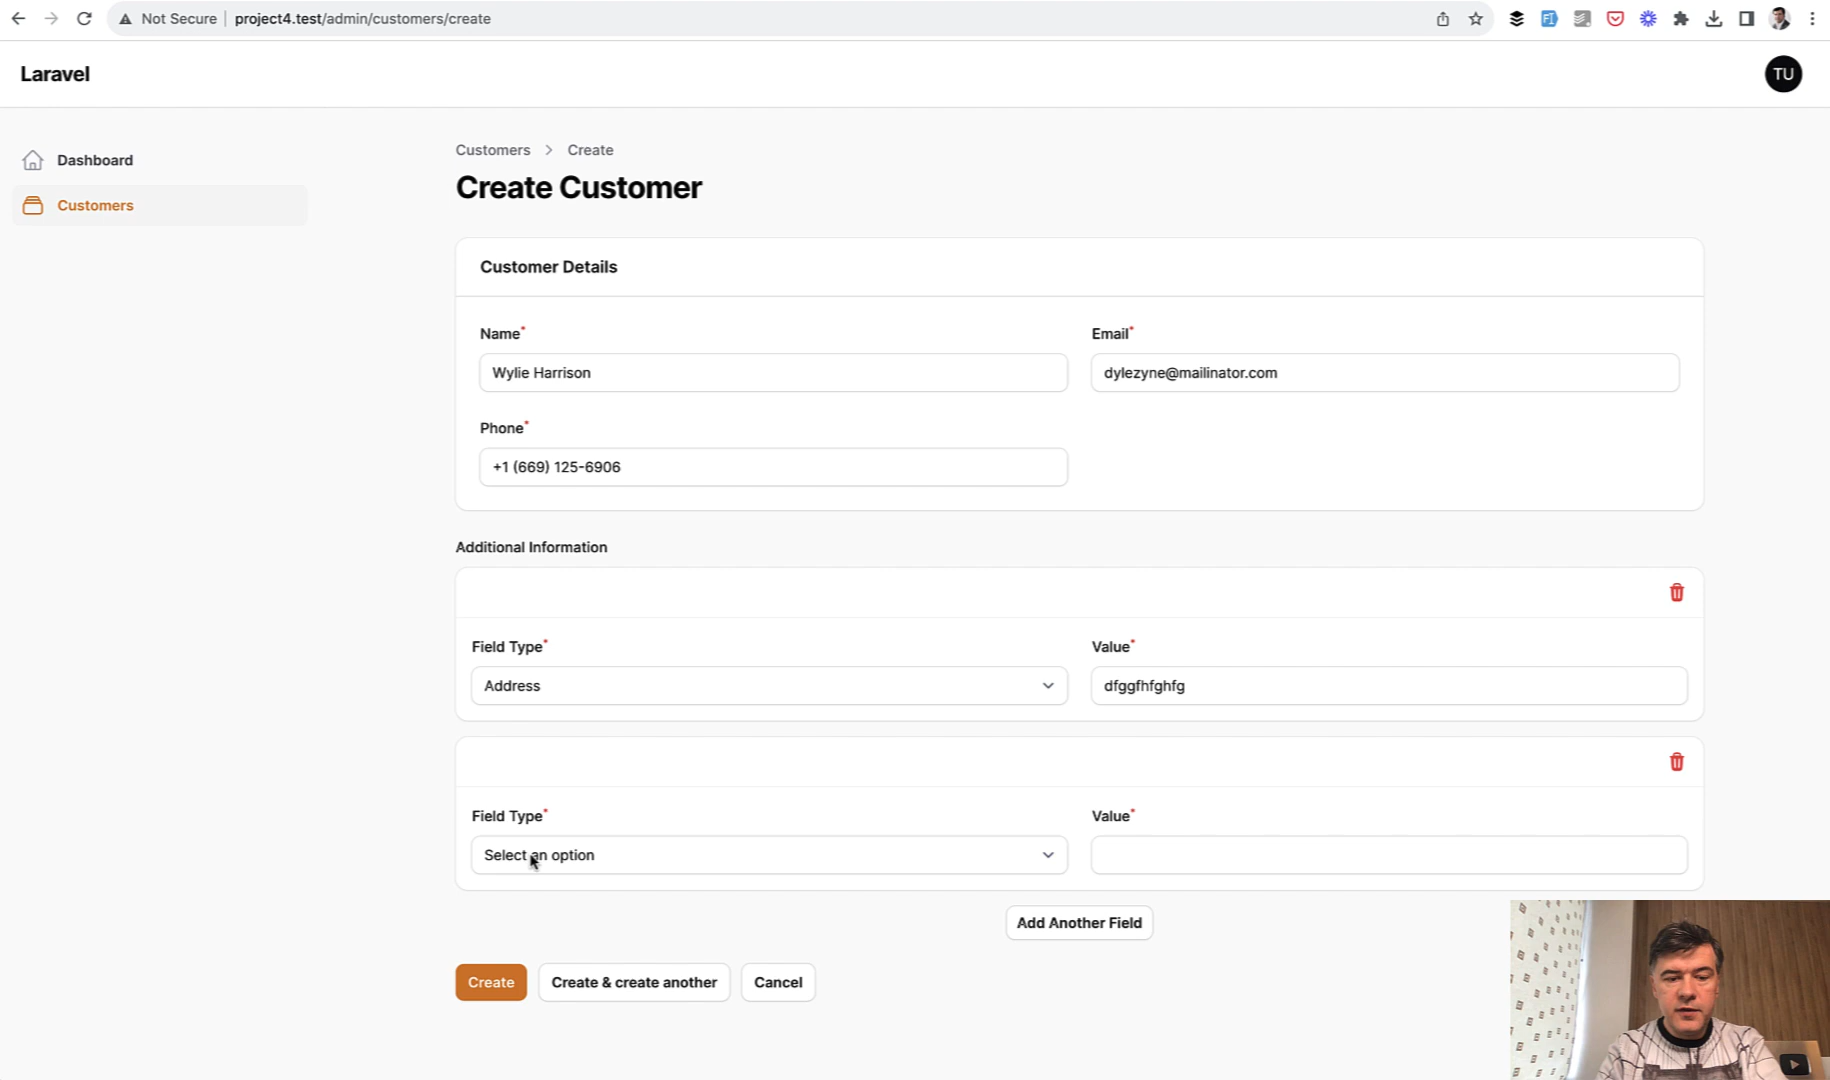 Not Secure project4.test/admin/customers/create
Laravel
TU
Dashboard
Customers
Customers Create
Create Customer
Customer Details
Name* Email*
Wylie Harrison dylezyne@mailinator.com
Phone*
+1 (669) 125-6906
Additional Information
Field Type* Value*
Address dfggfhfghfg
Field Type* Value*
Select an option
Add Another Field
Create Create & create another Cancel